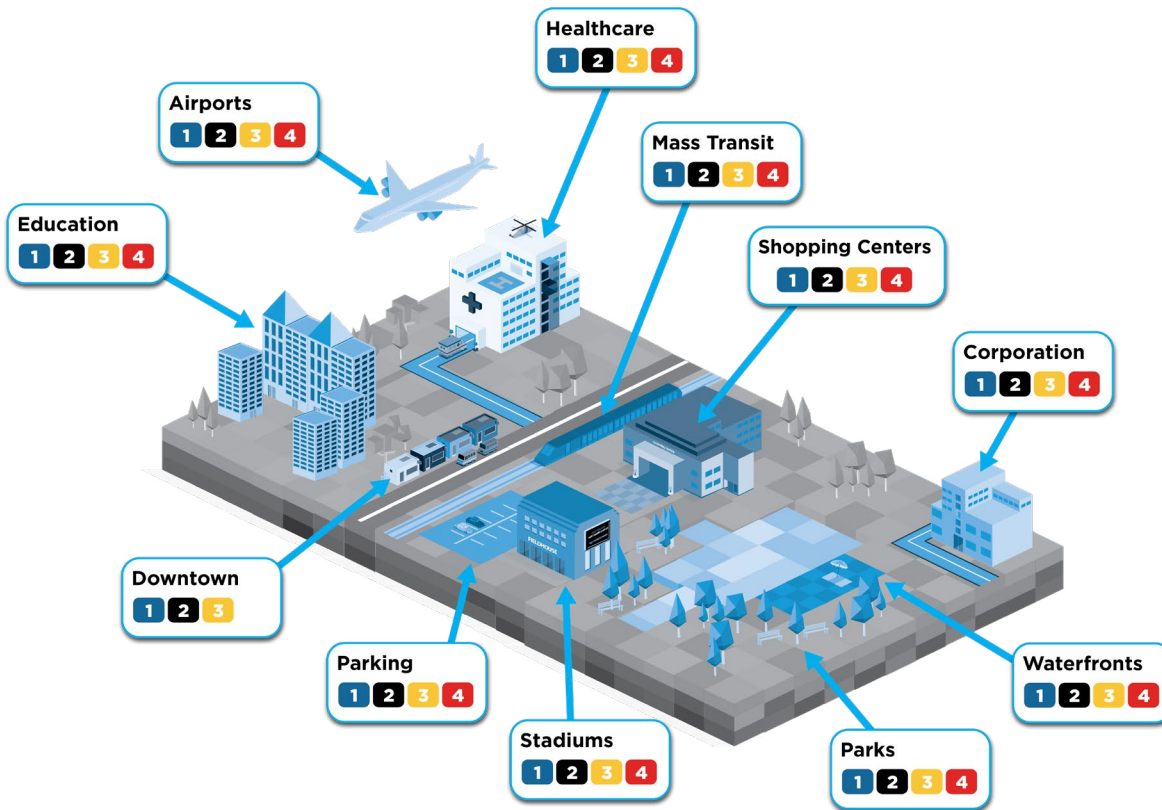 Healthcare
1 2 3 4
Airports
1 2 3 4
Mass Transit
1 2 3 4
Education
1 2 3 4
Shopping Centers
1 2 3 4
Corporation
1 2 3 4
H
FIELDHOUSE
Downtown
1 2 3
Parking
1 2 3 4
Waterfronts
1 2 3 4
Stadiums
1 2 3 4
Parks
1 2 3 4